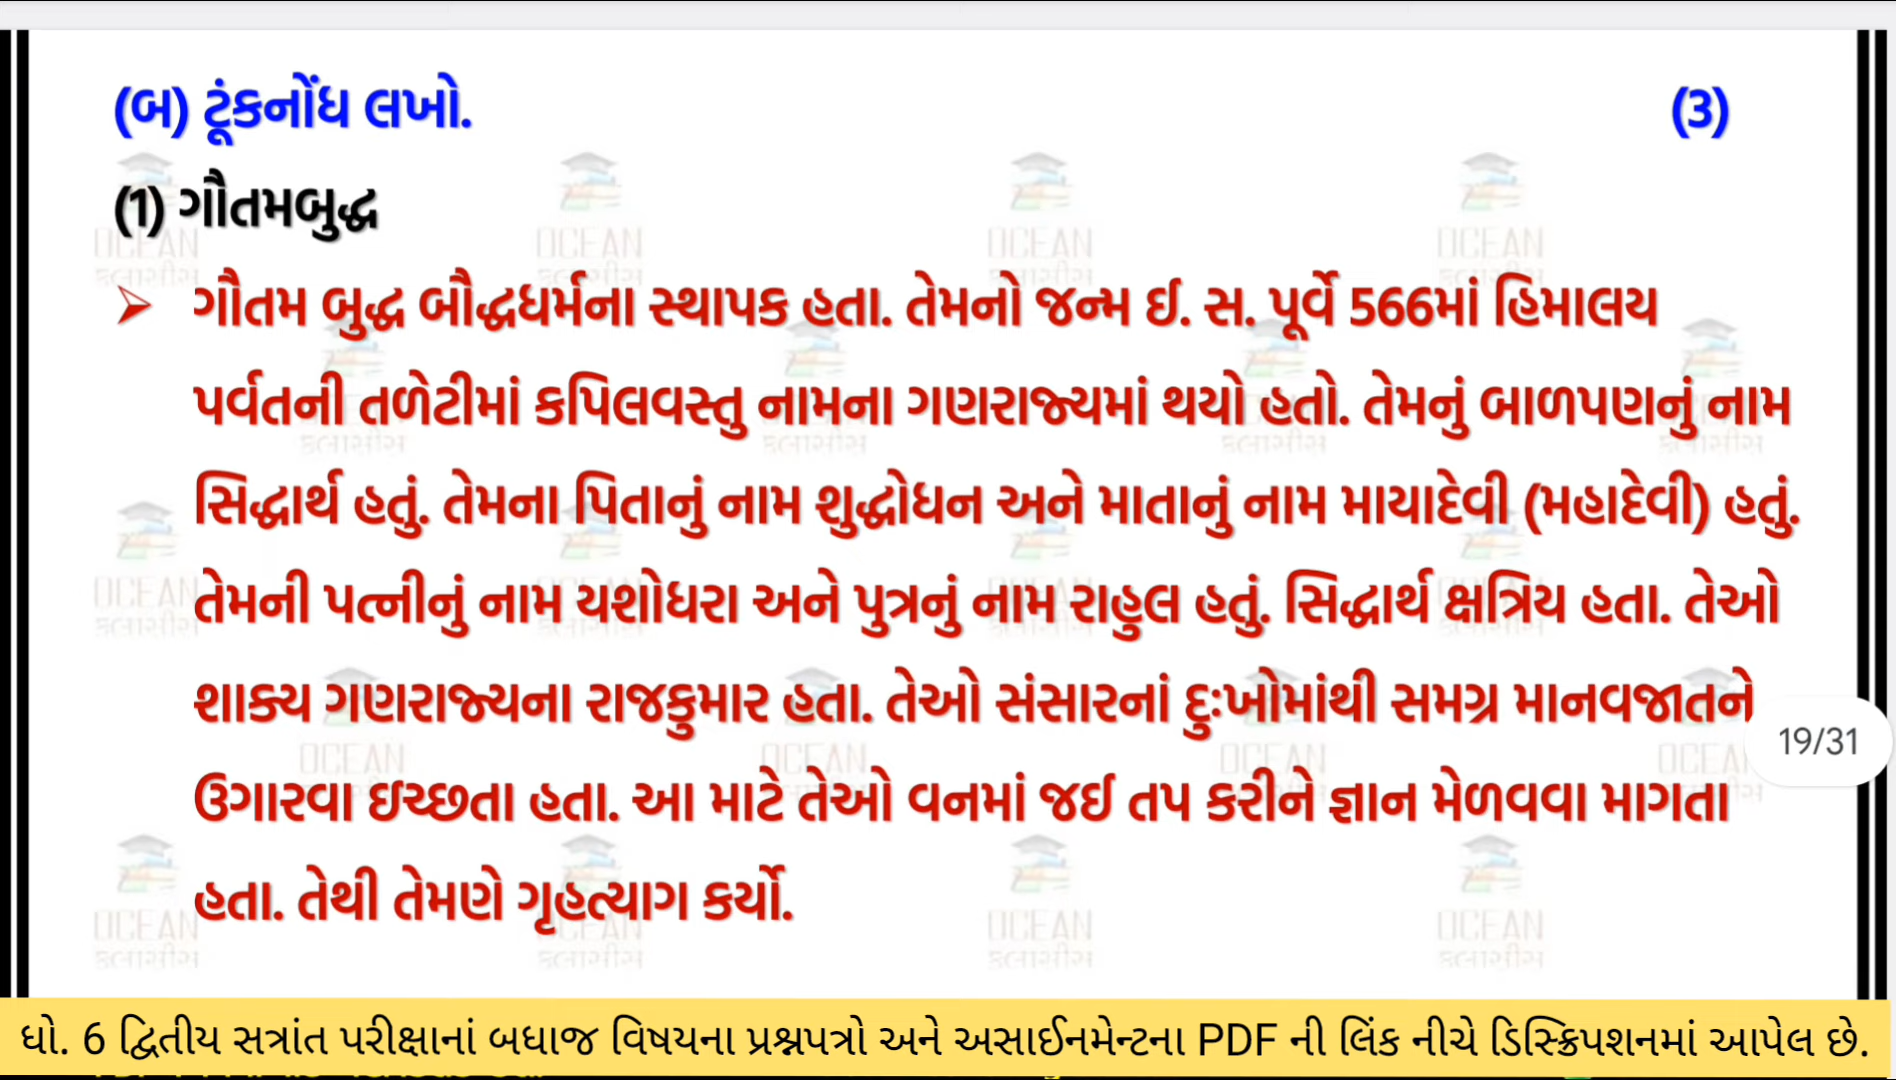 (બ) ટૂંકનોંધ લખો. (3)
(1) ગૌતમબુદ્ધ
➢ ગૌતમ બુદ્ધ બૌદ્ધધર્મના સ્થાપક હતા. તેમનો જન્મ ઈ. સ. પૂર્વે 566માં હિમાલય
પર્વતની તળેટીમાં કપિલવસ્તુ નામના ગણરાજ્યમાં થયો હતો. તેમનું બાળપણનું નામ
સિદ્ધાર્થ હતું. તેમના પિતાનું નામ શુદ્ધોધન અને માતાનું નામ માયાદેવી (મહાદેવી) હતું.
તેમની પત્નીનું નામ યશોધરા અને પુત્રનું નામ રાહુલ હતું. સિદ્ધાર્થ ક્ષત્રિય હતા. તેઓ
શાક્ય ગણરાજ્યના રાજકુમાર હતા. તેઓ સંસારનાં દુઃખોમાંથી સમગ્ર માનવજાતને
19/31
ઉગારવા ઇચ્છતા હતા. આ માટે તેઓ વનમાં જઈ તપ કરીને જ્ઞાન મેળવવા માગતા
હતા. તેથી તેમણે ગૃહત્યાગ કર્યો.
OCEAN
કલાસીસ
ધો. 6 દ્વિતીય સત્રાંત પરીક્ષાનાં બધાજ વિષયના પ્રશ્નપત્રો અને અસાઈનમેન્ટના PDF ની લિંક નીચે ડિસ્ક્રિપશનમાં આપેલ છે.